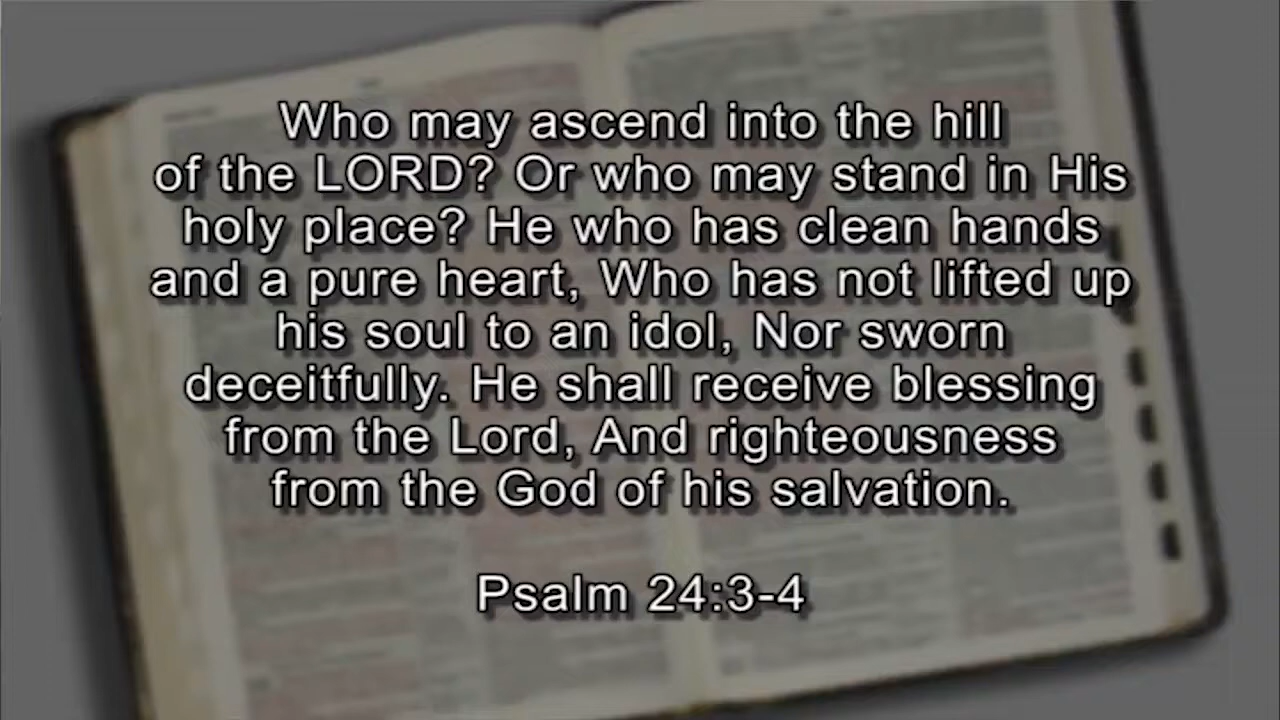 Who may ascend into the hill
of the LORD? Or who may stand in His
holy place? He who has clean hands
and a pure heart, Who has not lifted up
his soul to an idol, Nor sworn
deceitfully. He shall receive blessing
from the Lord, And righteousness
from the God of his salvation.
Psalm 24:3-4